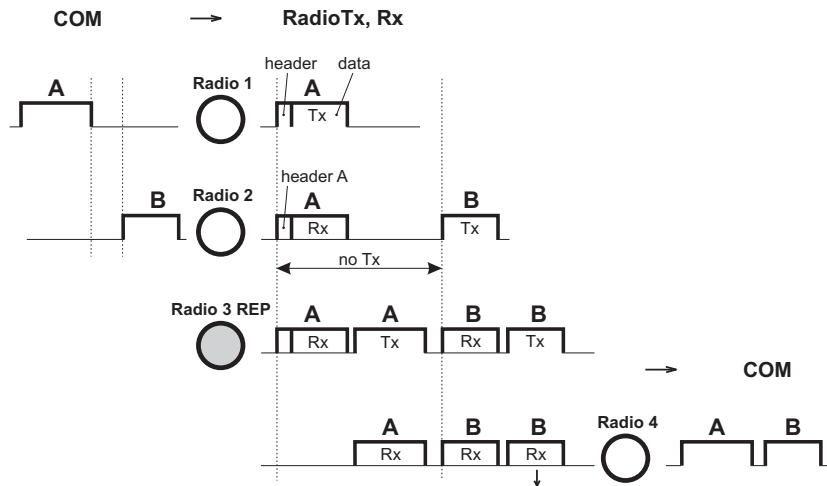 COM → RadioTx, Rx
header A data
A Radio 1 Tx
header A
B Radio 2 A B
Rx Tx
no Tx
Radio 3 REP A A B B
Rx Tx Rx Tx
→ COM
A B B Radio 4 A B
Rx Rx Rx